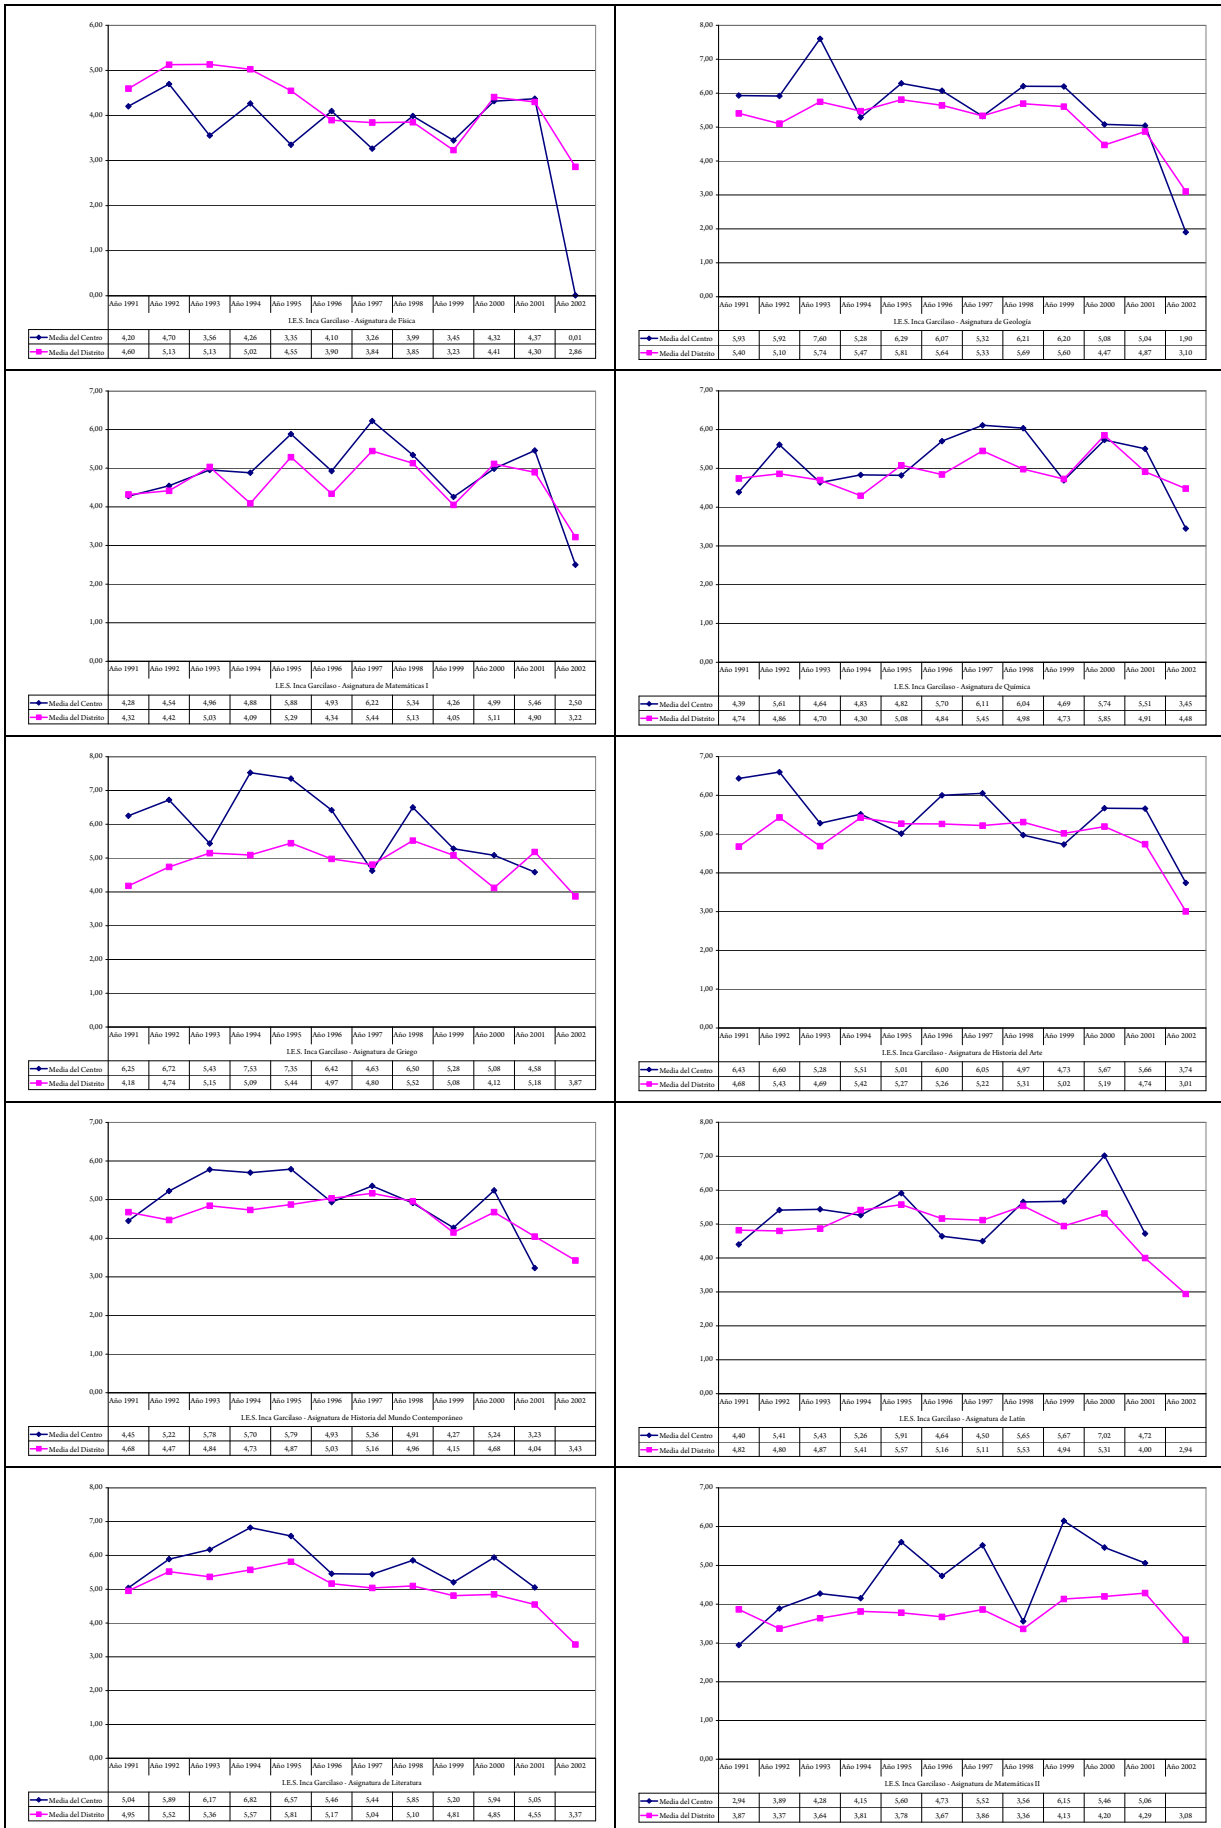 6,00
5,00
4,00
3,00
2,00
1,00
0,00
Año 1991 Año 1992 Año 1993 Año 1994 Año 1995 Año 1996 Año 1997 Año 1998 Año 1999 Año 2000 Año 2001 Año 2002
I.E.S. Inca Garcilaso - Asignatura de Física
Media del Centro 4,20 4,70 3,56 4,26 3,35 4,10 3,26 3,99 3,45 4,32 4,37 0,01
Media del Distrito 4,60 5,13 5,13 5,02 4,55 3,90 3,84 3,85 3,23 4,41 4,30 2,86
8,00
7,00
6,00
5,00
4,00
3,00
2,00
1,00
0,00
Año 1991 Año 1992 Año 1993 Año 1994 Año 1995 Año 1996 Año 1997 Año 1998 Año 1999 Año 2000 Año 2001 Año 2002
I.E.S. Inca Garcilaso - Asignatura de Geología
Media del Centro 5,93 5,92 7,60 5,28 6,29 6,07 5,32 6,21 6,20 5,08 5,04 1,90
Media del Distrito 5,40 5,10 5,74 5,47 5,81 5,64 5,33 5,69 5,60 4,47 4,87 3,10
7,00
6,00
5,00
4,00
3,00
2,00
1,00
0,00
Año 1991 Año 1992 Año 1993 Año 1994 Año 1995 Año 1996 Año 1997 Año 1998 Año 1999 Año 2000 Año 2001 Año 2002
I.E.S. Inca Garcilaso - Asignatura de Matemáticas I
Media del Centro 4,28 4,54 4,96 4,88 5,88 4,93 6,22 5,34 4,26 4,99 5,46 2,50
Media del Distrito 4,32 4,42 5,03 4,09 5,29 4,34 5,44 5,13 4,05 5,11 4,90 3,22
7,00
6,00
5,00
4,00
3,00
2,00
1,00
0,00
Año 1991 Año 1992 Año 1993 Año 1994 Año 1995 Año 1996 Año 1997 Año 1998 Año 1999 Año 2000 Año 2001 Año 2002
I.E.S. Inca Garcilaso - Asignatura de Química
Media del Centro 4,39 5,61 4,64 4,83 4,82 5,70 6,11 6,04 4,69 5,74 5,51 3,45
Media del Distrito 4,74 4,86 4,70 4,30 5,08 4,84 5,45 4,98 4,73 5,85 4,91 4,48
8,00
7,00
6,00
5,00
4,00
3,00
2,00
1,00
0,00
Año 1991 Año 1992 Año 1993 Año 1994 Año 1995 Año 1996 Año 1997 Año 1998 Año 1999 Año 2000 Año 2001 Año 2002
I.E.S. Inca Garcilaso - Asignatura de Griego
Media del Centro 6,25 6,72 5,43 7,53 7,35 6,42 4,63 6,50 5,28 5,08 4,58
Media del Distrito 4,18 4,74 5,15 5,09 5,44 4,97 4,80 5,52 5,08 4,12 5,18 3,87
7,00
6,00
5,00
4,00
3,00
2,00
1,00
0,00
Año 1991 Año 1992 Año 1993 Año 1994 Año 1995 Año 1996 Año 1997 Año 1998 Año 1999 Año 2000 Año 2001 Año 2002
I.E.S. Inca Garcilaso - Asignatura de Historia del Arte
Media del Centro 6,43 6,60 5,28 5,51 5,01 6,00 6,05 4,97 4,73 5,67 5,66 3,74
Media del Distrito 4,68 5,43 4,69 5,42 5,27 5,26 5,22 5,31 5,02 5,19 4,74 3,01
7,00
6,00
5,00
4,00
3,00
2,00
1,00
0,00
Año 1991 Año 1992 Año 1993 Año 1994 Año 1995 Año 1996 Año 1997 Año 1998 Año 1999 Año 2000 Año 2001 Año 2002
I.E.S. Inca Garcilaso - Asignatura de Historia del Mundo Contemporáneo
Media del Centro 4,45 5,22 5,78 5,70 5,79 4,93 5,36 4,91 4,27 5,24 3,23
Media del Distrito 4,68 4,47 4,84 4,73 4,87 5,03 5,16 4,96 4,15 4,68 4,04 3,43
8,00
7,00
6,00
5,00
4,00
3,00
2,00
1,00
0,00
Año 1991 Año 1992 Año 1993 Año 1994 Año 1995 Año 1996 Año 1997 Año 1998 Año 1999 Año 2000 Año 2001 Año 2002
I.E.S. Inca Garcilaso - Asignatura de Latín
Media del Centro 4,40 5,41 5,43 5,26 5,91 4,64 4,50 5,65 5,67 7,02 4,72
Media del Distrito 4,82 4,80 4,87 5,41 5,57 5,16 5,11 5,53 4,94 5,31 4,00 2,94
8,00
7,00
6,00
5,00
4,00
3,00
2,00
1,00
0,00
Año 1991 Año 1992 Año 1993 Año 1994 Año 1995 Año 1996 Año 1997 Año 1998 Año 1999 Año 2000 Año 2001 Año 2002
I.E.S. Inca Garcilaso - Asignatura de Literatura
Media del Centro 5,04 5,89 6,17 6,82 6,57 5,46 5,44 5,85 5,20 5,94 5,05
Media del Distrito 4,95 5,52 5,36 5,57 5,81 5,17 5,04 5,10 4,81 4,85 4,55 3,37
7,00
6,00
5,00
4,00
3,00
2,00
1,00
0,00
Año 1991 Año 1992 Año 1993 Año 1994 Año 1995 Año 1996 Año 1997 Año 1998 Año 1999 Año 2000 Año 2001 Año 2002
I.E.S. Inca Garcilaso - Asignatura de Matemáticas II
Media del Centro 2,94 3,89 4,28 4,15 5,60 4,73 5,52 3,56 6,15 5,46 5,06
Media del Distrito 3,87 3,37 3,64 3,81 3,78 3,67 3,86 3,36 4,13 4,20 4,29 3,08